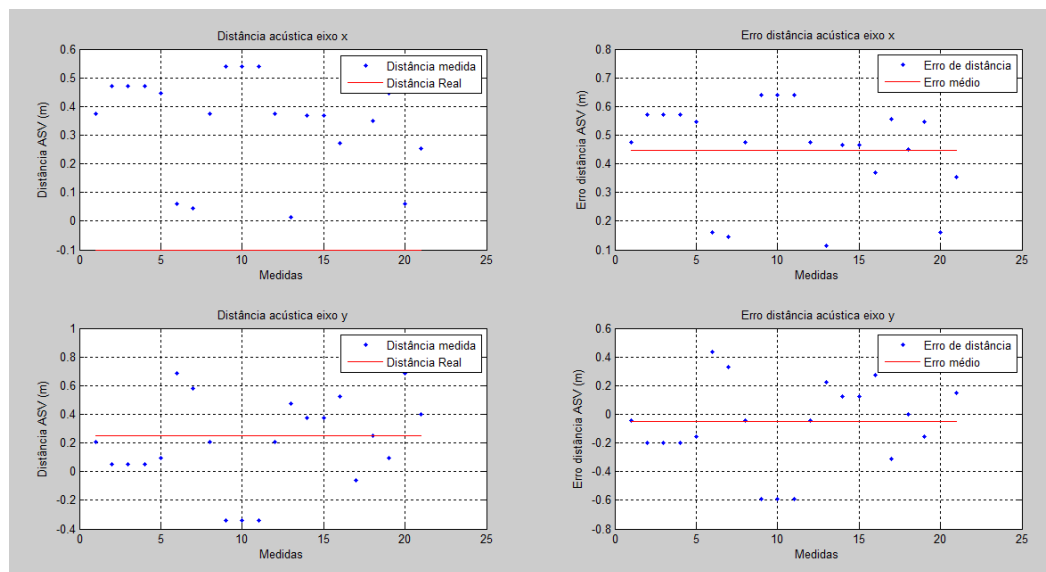 Distância acústica eixo x
Distância ASV (m)
0.6
0.5
0.4
0.3
0.2
0.1
0
-0.1
Distância medida
Distância Real
0 5 10 15 20 25
Medidas
Erro distância acústica eixo x
Erro distância ASV (m)
0.8
0.7
0.6
0.5
0.4
0.3
0.2
0.1
Erro de distância
Erro médio
0 5 10 15 20 25
Medidas
Distância acústica eixo y
Distância ASV (m)
1
0.8
0.6
0.4
0.2
0
-0.2
-0.4
Distância medida
Distância Real
0 5 10 15 20 25
Medidas
Erro distância acústica eixo y
Erro distância ASV (m)
0.6
0.4
0.2
0
-0.2
-0.4
-0.6
-0.8
Erro de distância
Erro médio
0 5 10 15 20 25
Medidas